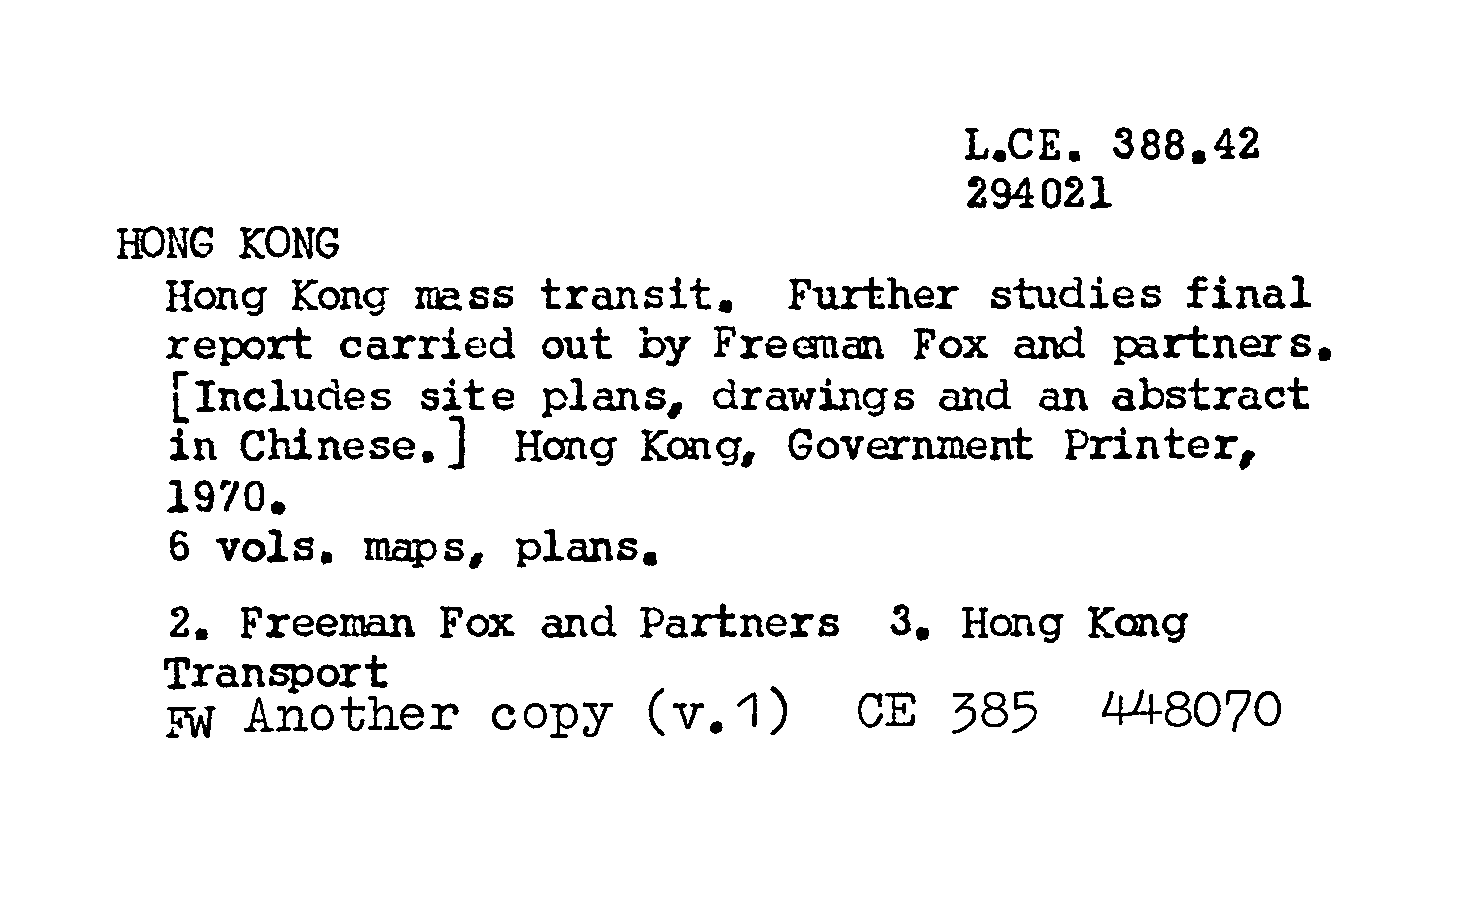 L.CE. 388.42
294021
HONG KONG
Hong Kong mass transit. Further studies final
report carried out by Freeman Fox and partners.
[Includes site plans, drawings and an abstract
in Chinese.] Hong Kong, Government Printer,
1970.
6 vols. maps, plans.
2. Freeman Fox and Partners 3. Hong Kong
Transport
FW Another copy (v.1) CE 385 448070